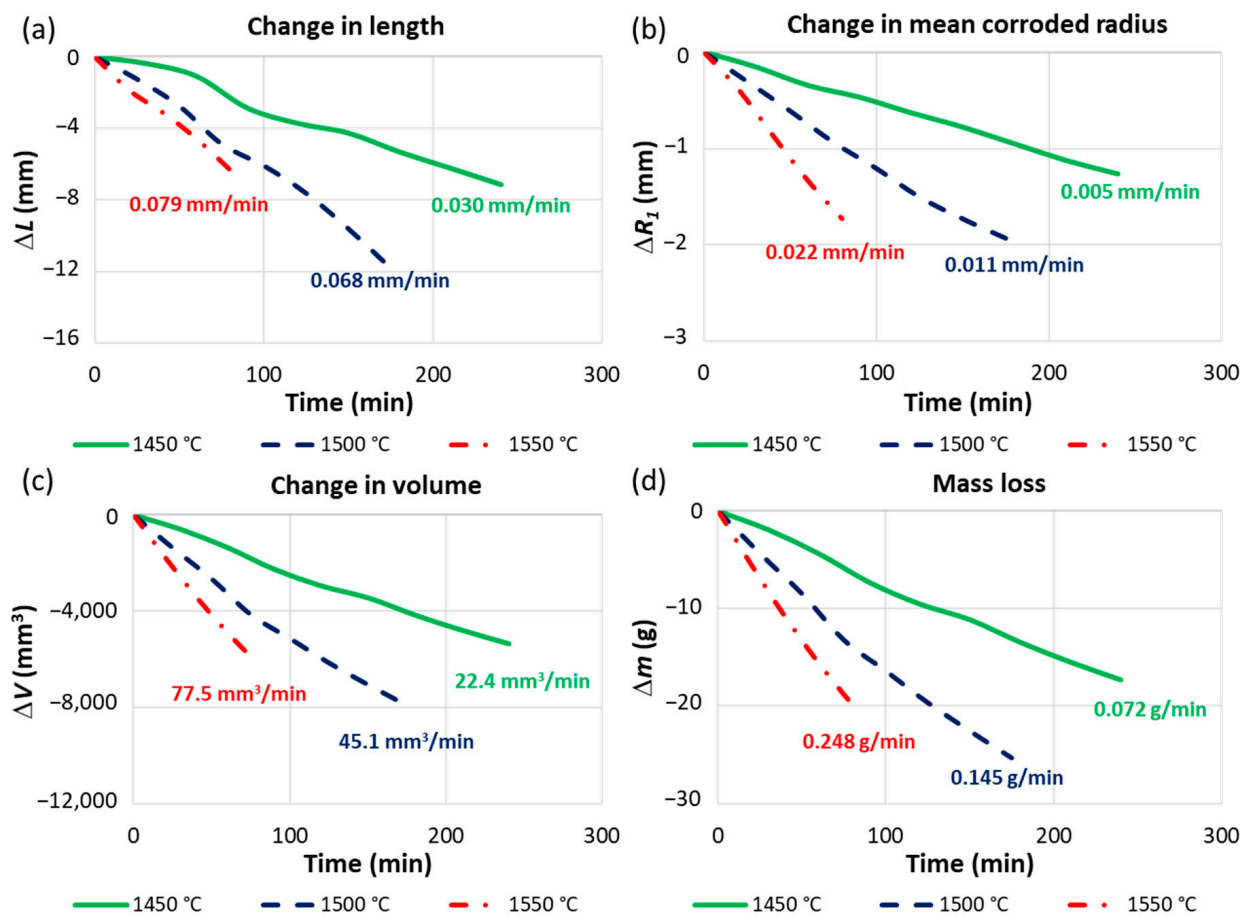 (a)
Change in length
0
−4
−8
−12
−16
ΔL (mm)
0.079 mm/min
0.030 mm/min
0.068 mm/min
0
100
200
300
Time (min)
1450 °C
1500 °C
1550 °C
(b)
Change in mean corroded radius
0
−1
−2
−3
ΔR₁ (mm)
0.005 mm/min
0.022 mm/min
0.011 mm/min
0
100
200
300
Time (min)
1450 °C
1500 °C
1550 °C
(c)
Change in volume
0
−4,000
−8,000
−12,000
ΔV (mm³)
77.5 mm³/min
22.4 mm³/min
45.1 mm³/min
0
100
200
300
Time (min)
1450 °C
1500 °C
1550 °C
(d)
Mass loss
0
−10
−20
−30
Δm (g)
0.072 g/min
0.248 g/min
0.145 g/min
0
100
200
300
Time (min)
1450 °C
1500 °C
1550 °C